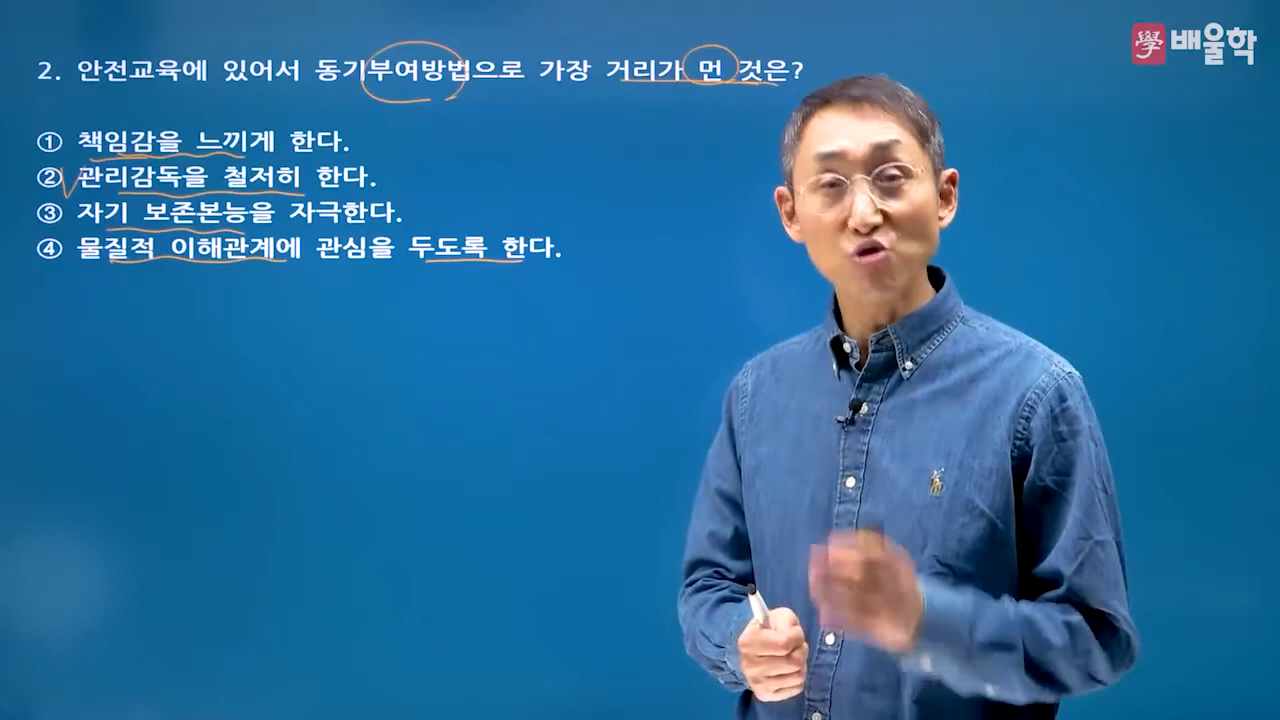 學 배울학
2. 안전교육에 있어서 동기부여방법으로 가장 거리가 먼 것은?
① 책임감을 느끼게 한다.
② 관리감독을 철저히 한다.
③ 자기 보존본능을 자극한다.
④ 물질적 이해관계에 관심을 두도록 한다.